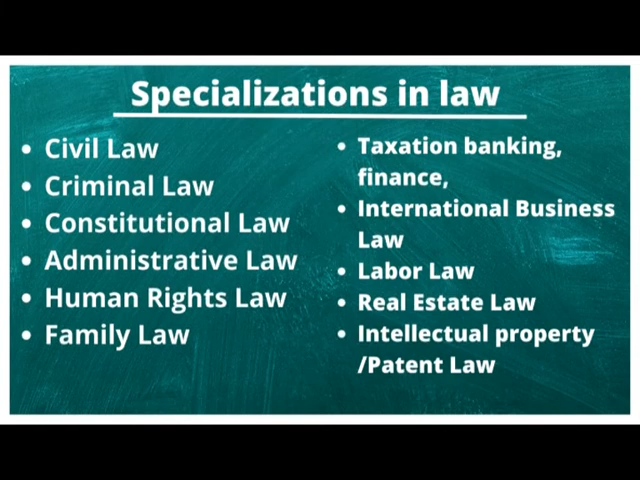 Specializations in law
• Civil Law
• Criminal Law
• Constitutional Law
• Administrative Law
• Human Rights Law
• Family Law
• Taxation banking,
finance,
• International Business
Law
• Labor Law
• Real Estate Law
• Intellectual property
/Patent Law